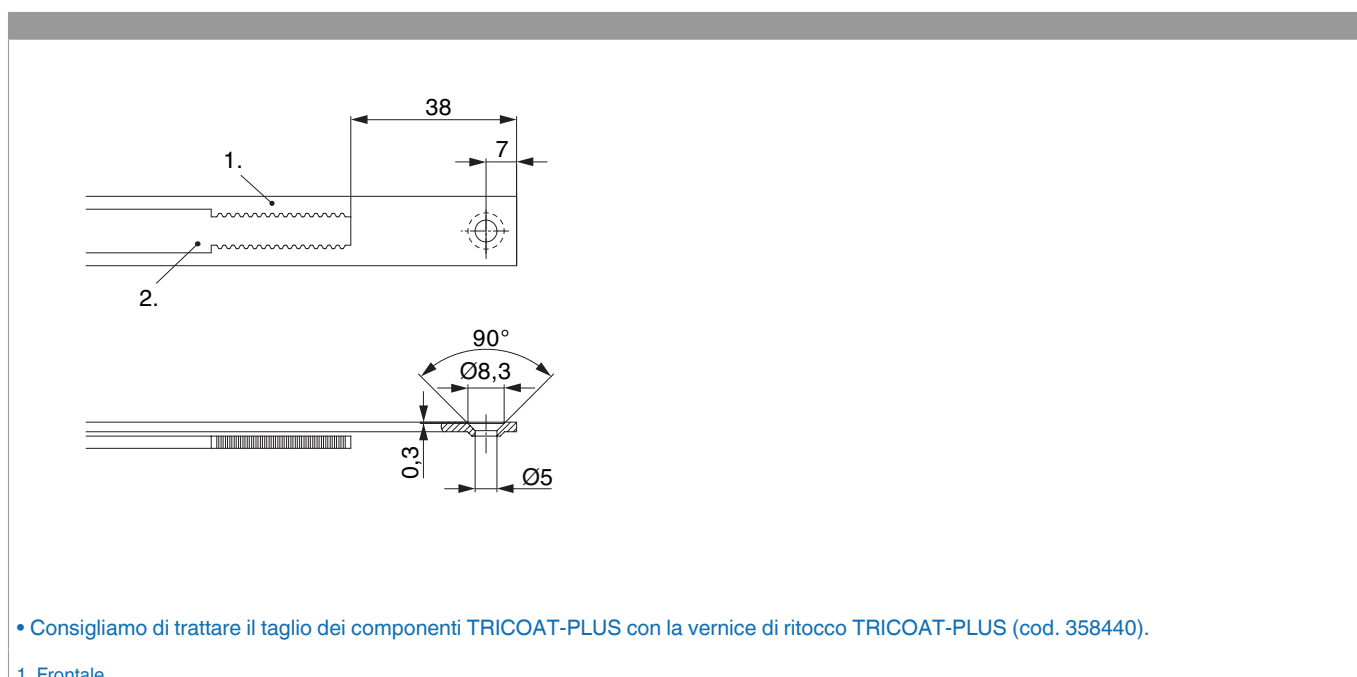 38
7
1.
2.
90°
Ø8,3
0,3
Ø5
• Consigliamo di trattare il taglio dei componenti TRICOAT-PLUS con la vernice di ritocco TRICOAT-PLUS (cod. 358440).
1. Frontale